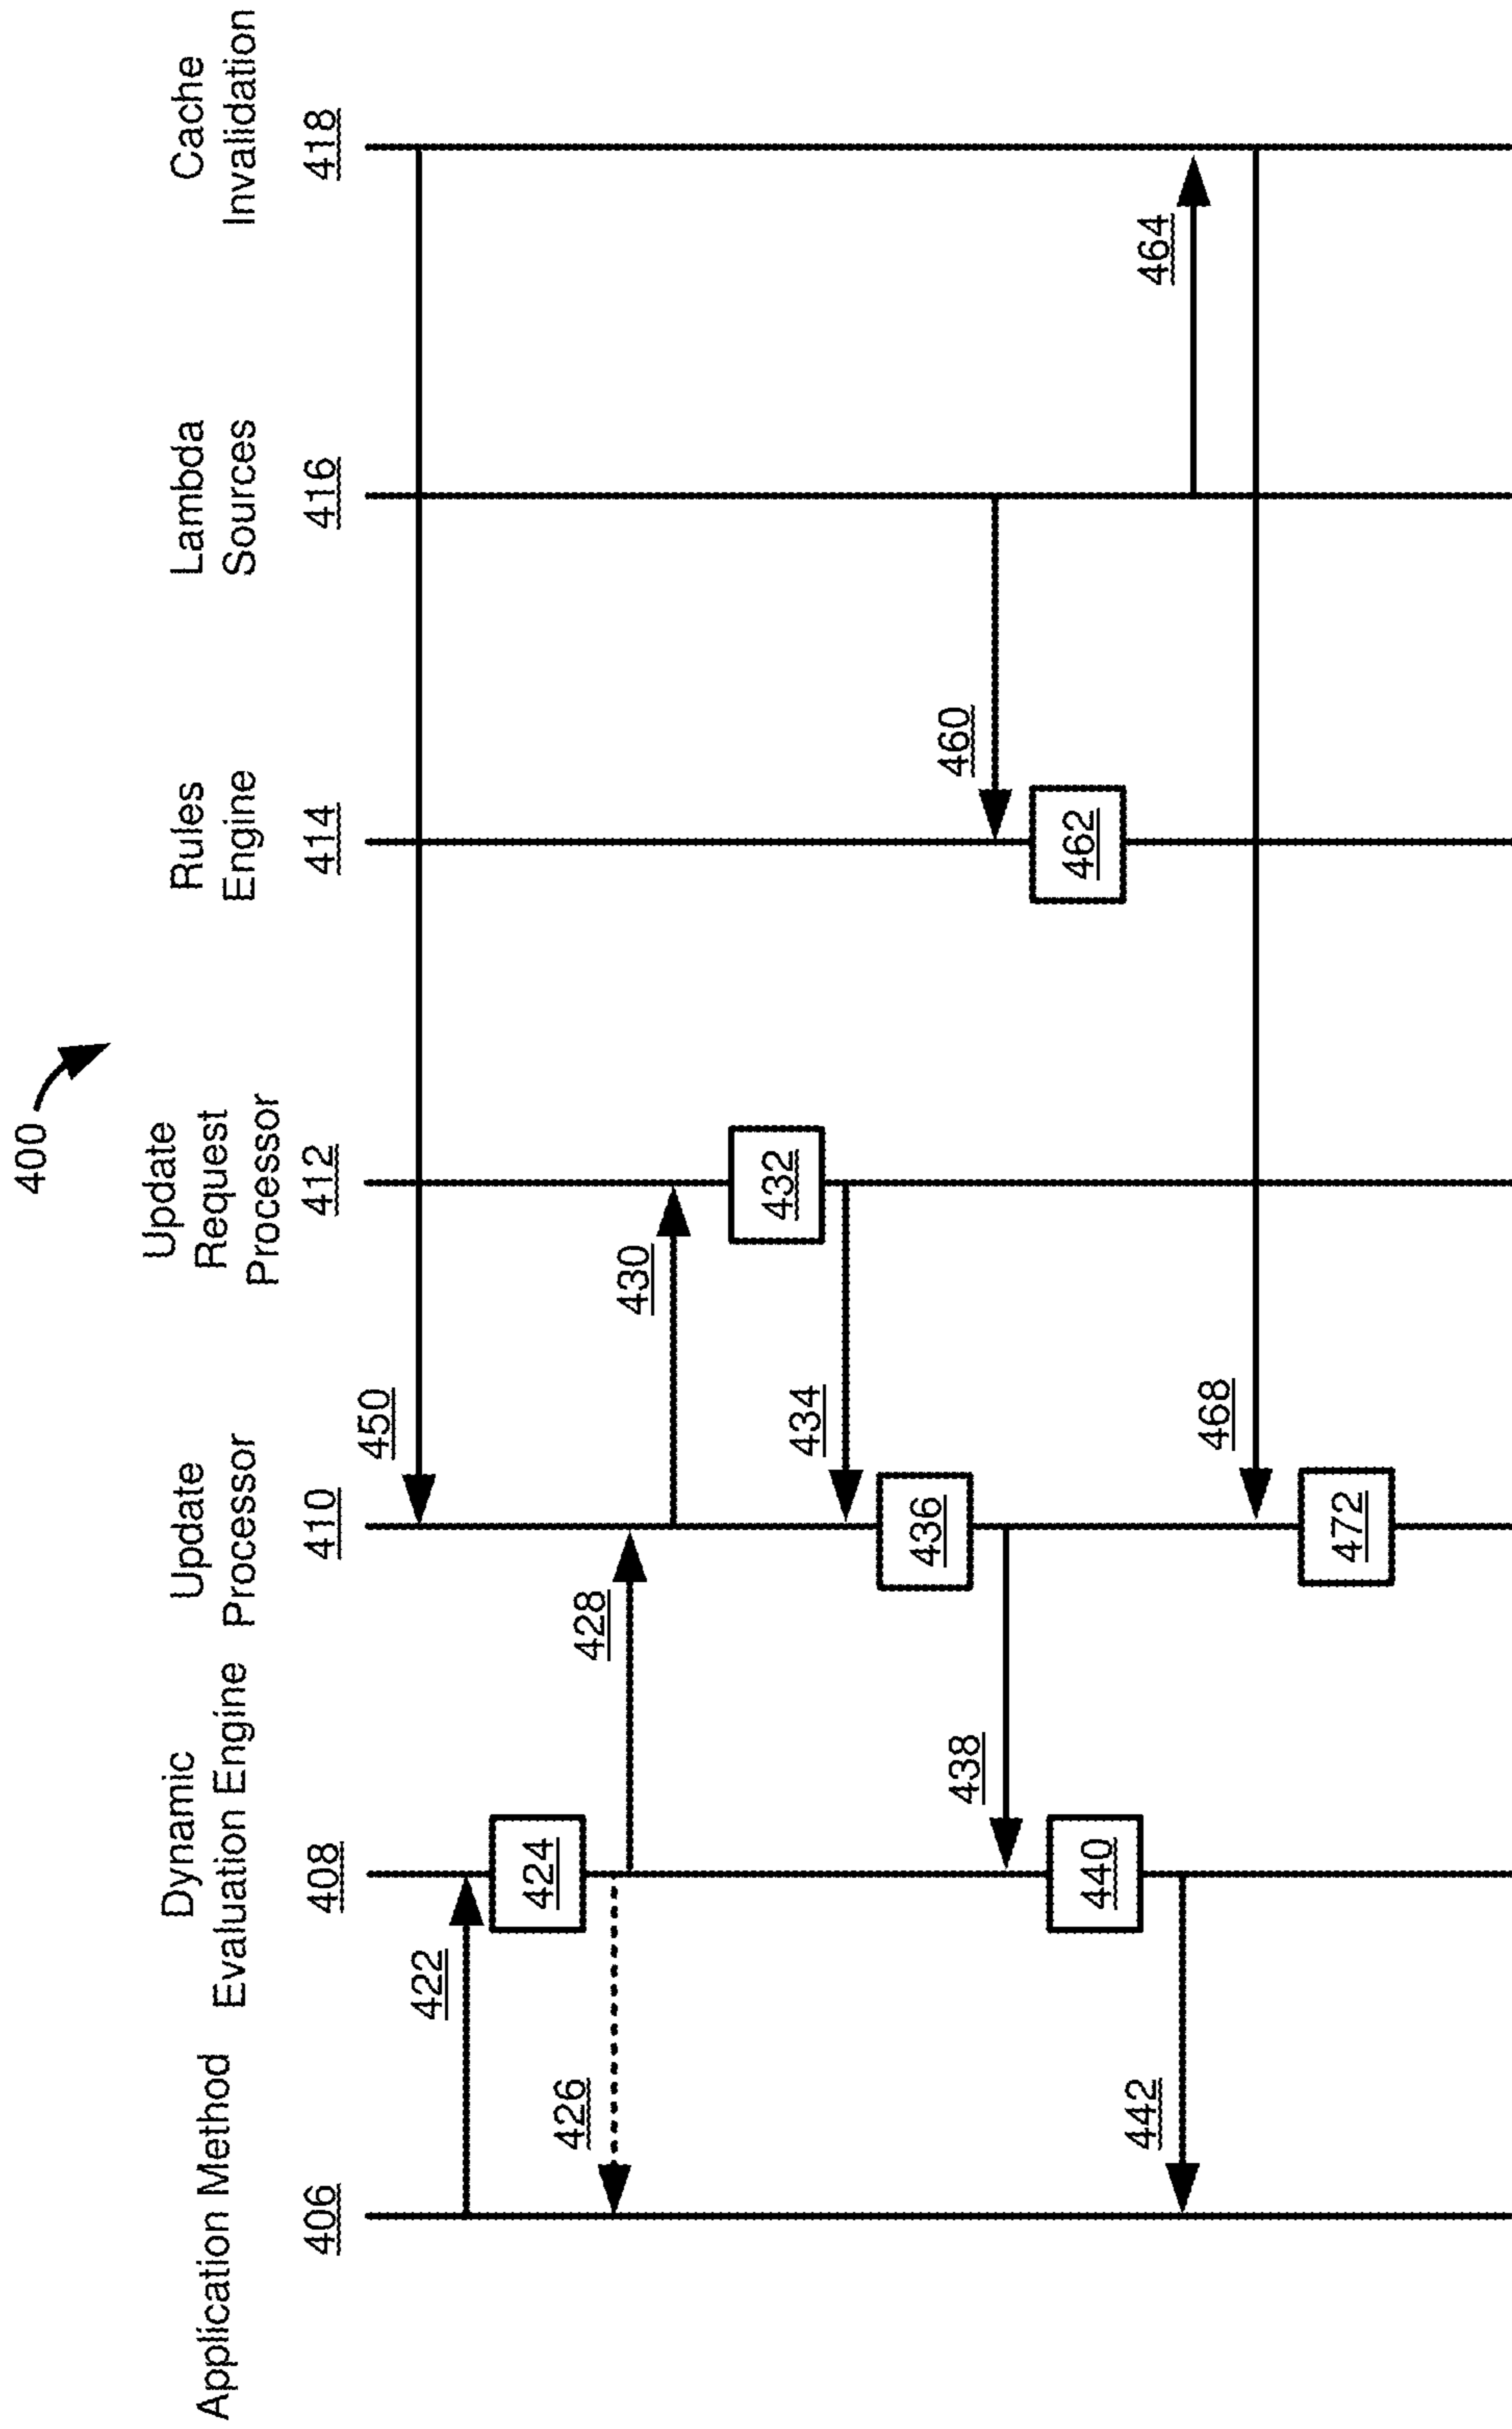 400
Application Method
406
Dynamic
Evaluation Engine
408
Update
Processor
410
Update
Request
Processor
412
Rules
Engine
414
Lambda
Sources
416
Cache
Invalidation
418
450
422
424
426
428
430
432
434
436
438
460
440
462
442
464
468
472